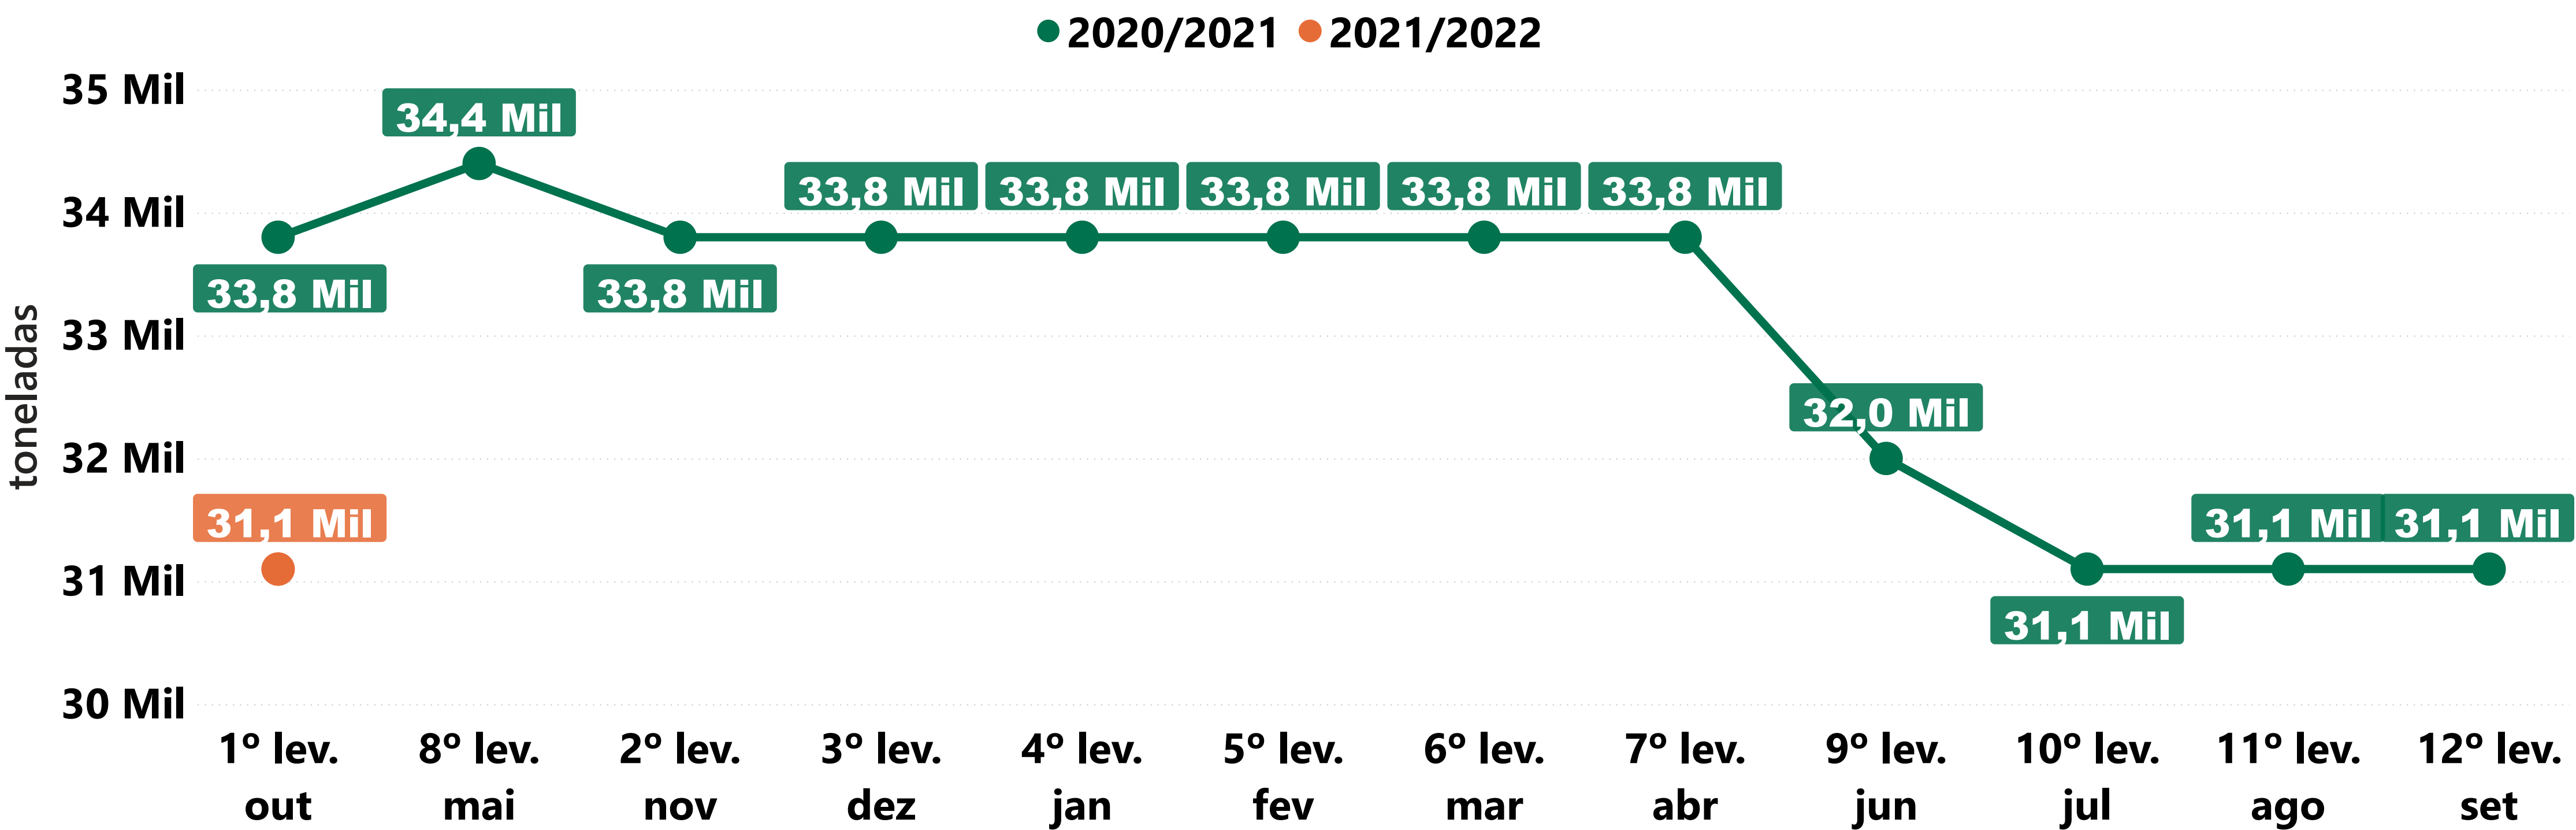 2020/2021 2021/2022
toneladas
35 Mil
34 Mil
33 Mil
32 Mil
31 Mil
30 Mil
33,8 Mil
34,4 Mil
33,8 Mil
33,8 Mil
33,8 Mil
33,8 Mil
33,8 Mil
33,8 Mil
32,0 Mil
31,1 Mil
31,1 Mil
31,1 Mil
31,1 Mil
1º lev. 8º lev. 2º lev. 3º lev. 4º lev. 5º lev. 6º lev. 7º lev. 9º lev. 10º lev. 11º lev. 12º lev.
out mai nov dez jan fev mar abr jun jul ago set